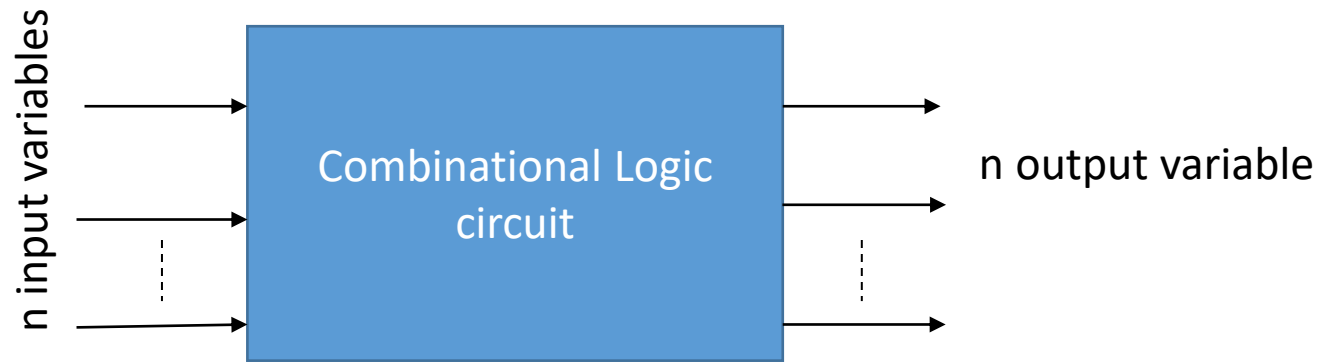 n input variables
Combinational Logic
circuit
n output variable